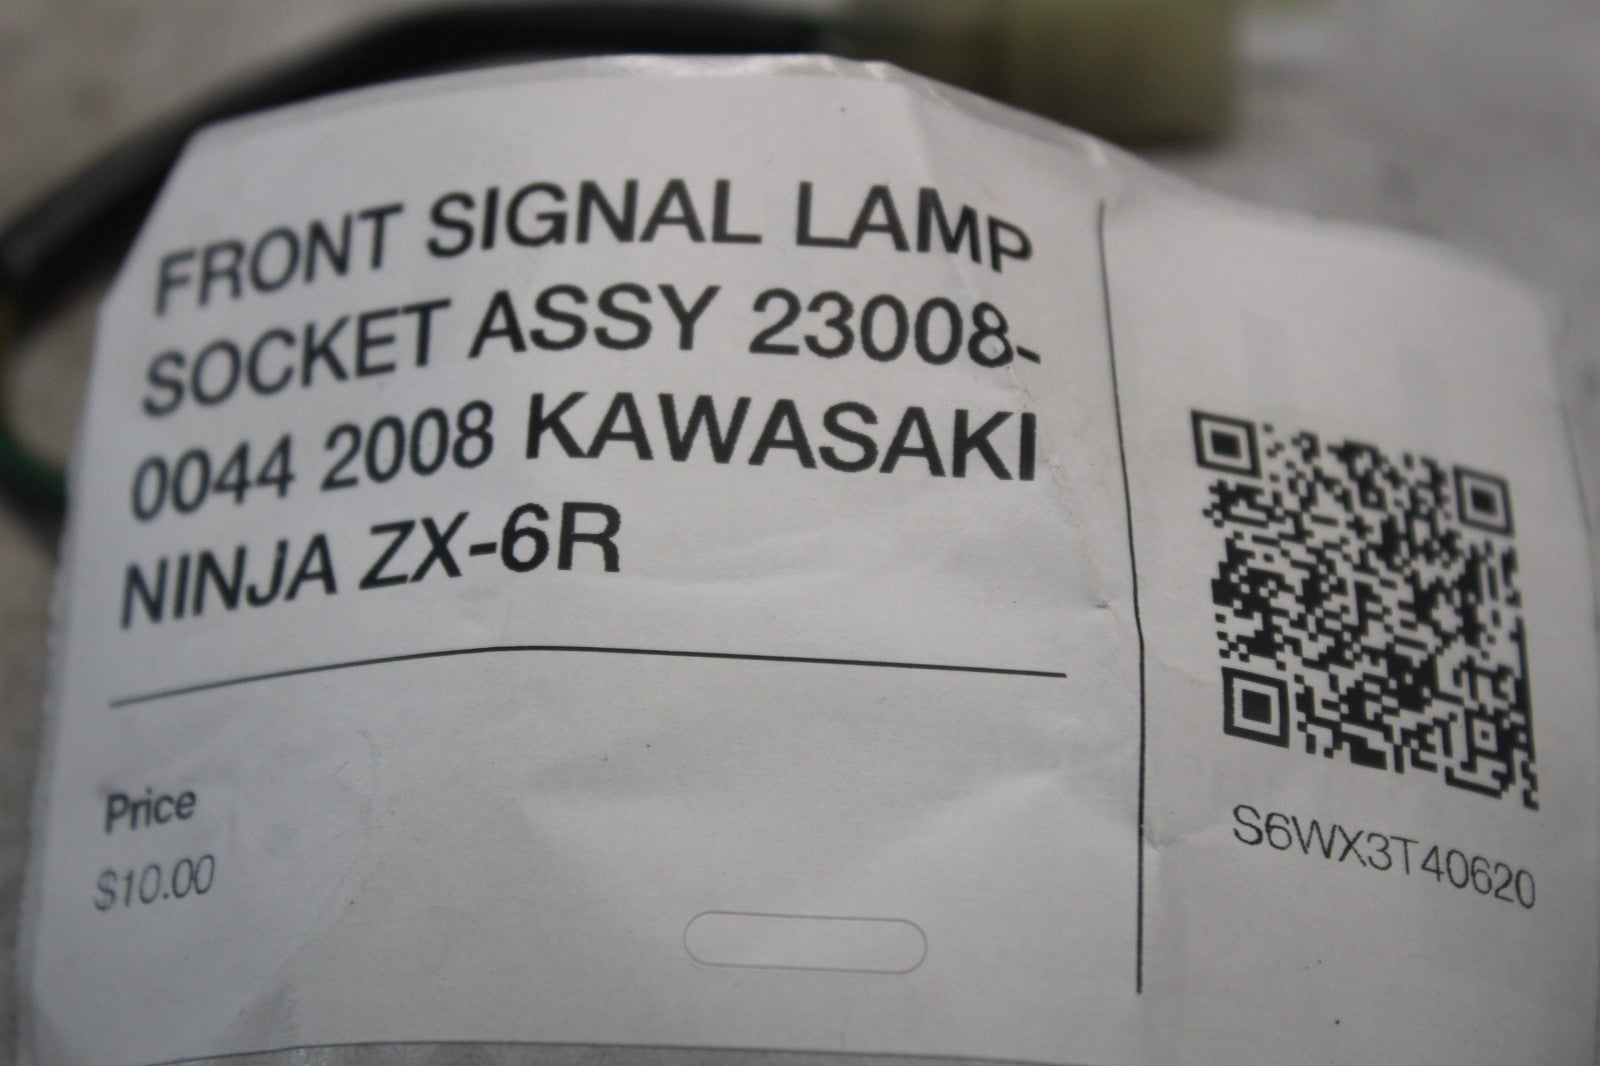 FRONT SIGNAL LAMP
SOCKET ASSY 23008-
0044 2008 KAWASAKI
NINJA ZX-6R
Price
$10.00
S6WX3T40620